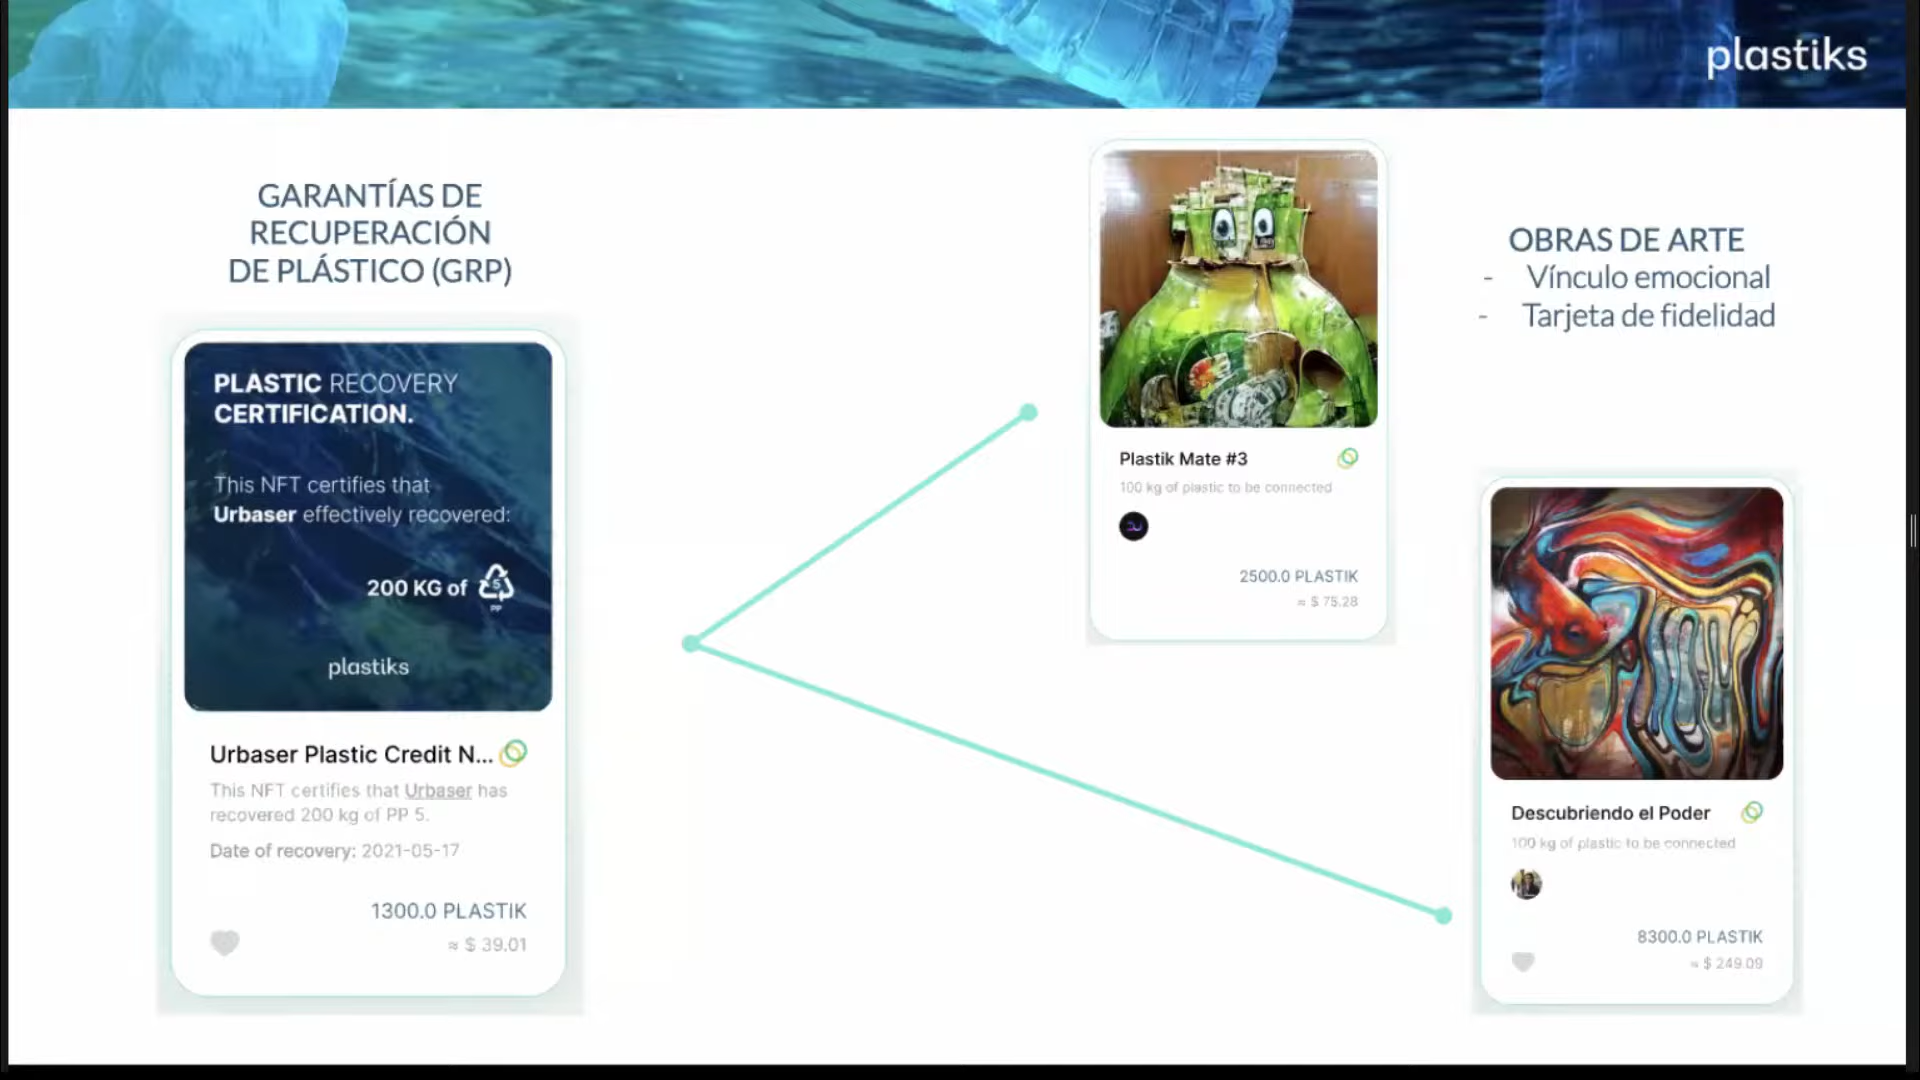 plastiks
GARANTÍAS DE
RECUPERACIÓN
DE PLÁSTICO (GRP)
PLASTIC RECOVERY
CERTIFICATION.
This NFT certifies that
Urbaser effectively recovered:
200 KG of
5
PP
plastiks
Urbaser Plastic Credit N...
This NFT certifies that Urbaser has
recovered 200 kg of PP 5.
Date of recovery: 2021-05-17
1300.0 PLASTIK
≈ $ 39.01
Plastik Mate #3
100 kg of plastic to be connected
2500.0 PLASTIK
≈ $ 75.28
OBRAS DE ARTE
- Vínculo emocional
- Tarjeta de fidelidad
Descubriendo el Poder
100 kg of plastic to be connected
8300.0 PLASTIK
≈ $ 249.09